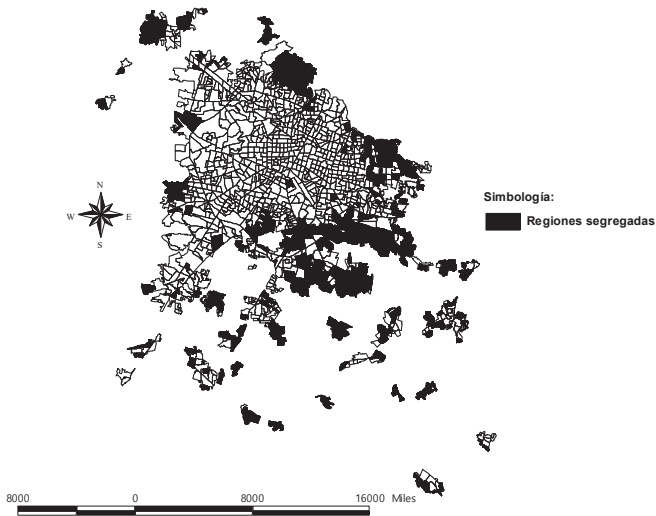 N
W E
S
Simbología:
Regiones segregadas
8000 0 8000 16000 Miles